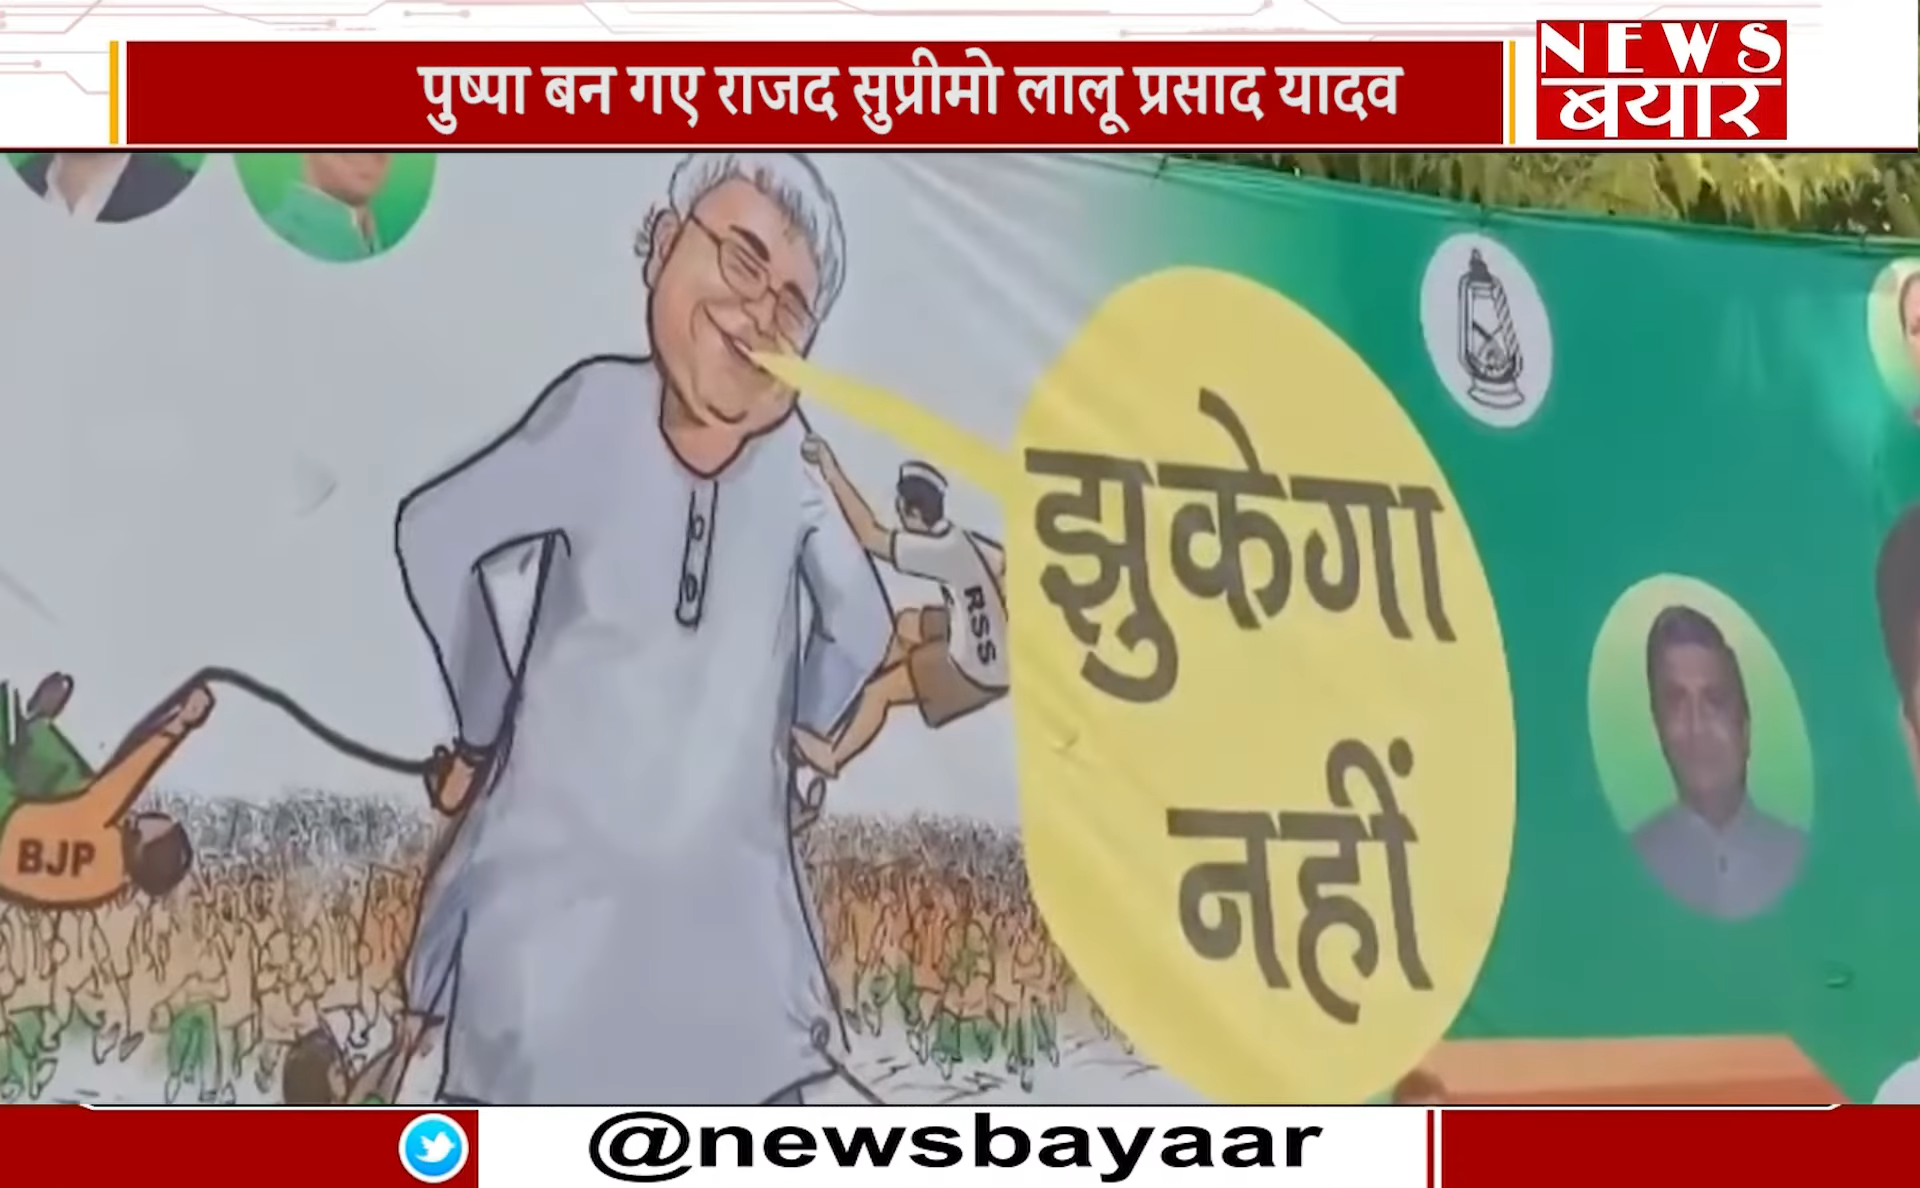 पुष्पा बन गए राजद सुप्रीमो लालू प्रसाद यादव
NEWS
बयार
झुकेगा
नहीं
RSS
BJP
@newsbayaar